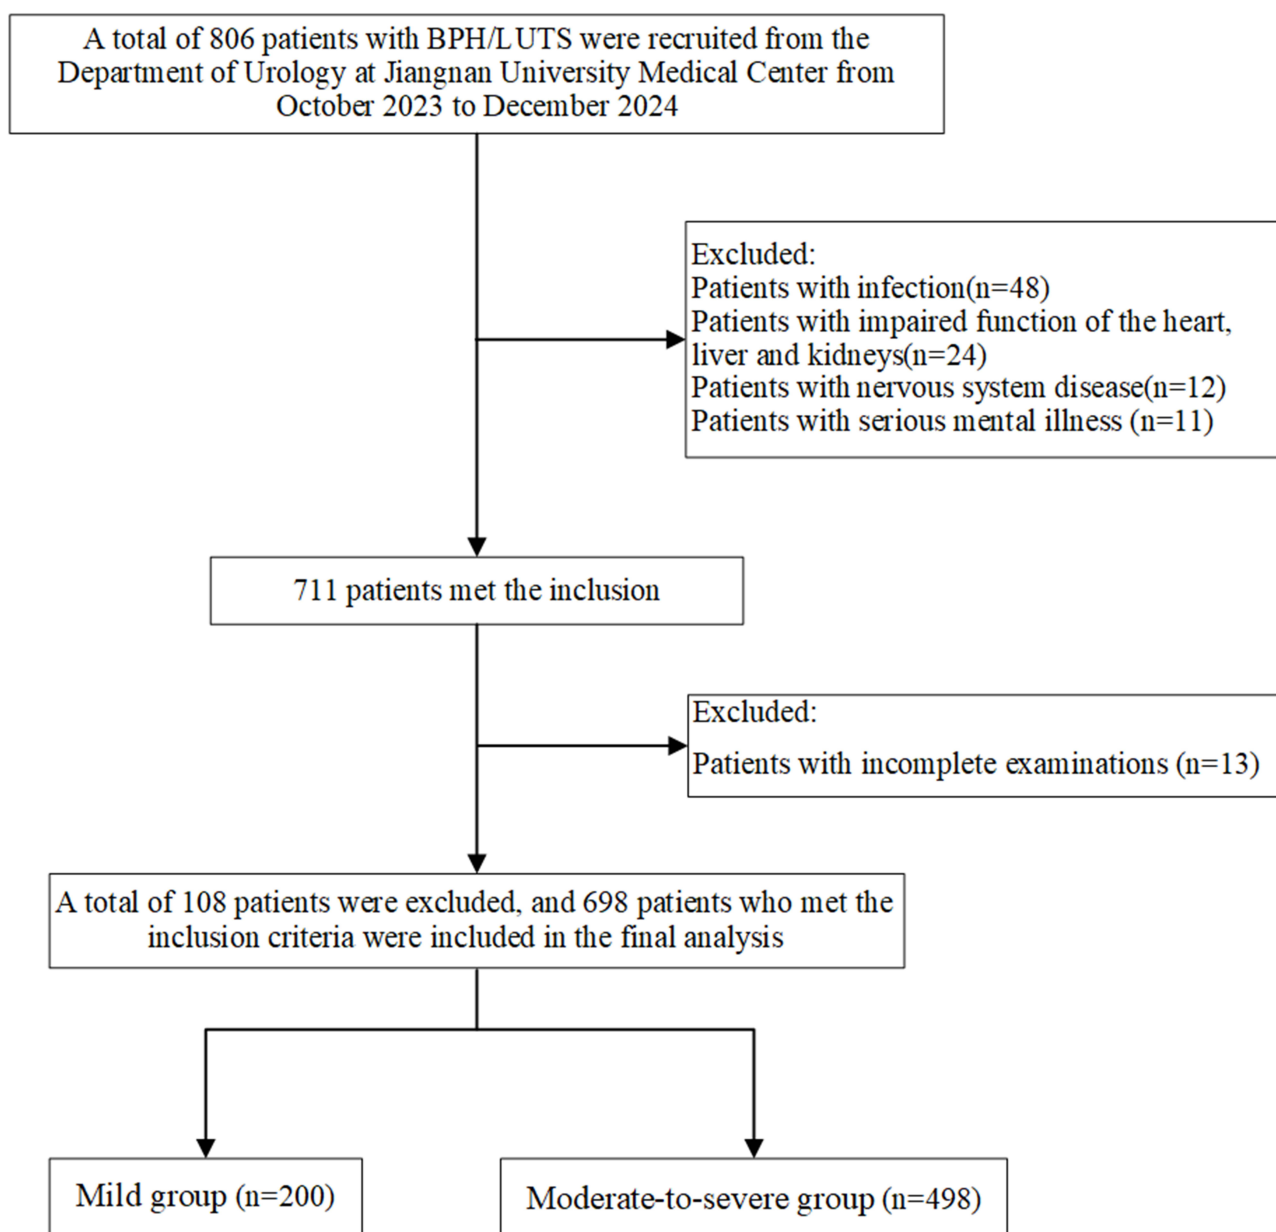 A total of 806 patients with BPH/LUTS were recruited from the
Department of Urology at Jiangnan University Medical Center from
October 2023 to December 2024
Excluded:
Patients with infection(n=48)
Patients with impaired function of the heart,
liver and kidneys(n=24)
Patients with nervous system disease(n=12)
Patients with serious mental illness (n=11)
711 patients met the inclusion
Excluded:
Patients with incomplete examinations (n=13)
A total of 108 patients were excluded, and 698 patients who met the
inclusion criteria were included in the final analysis
Mild group (n=200)
Moderate-to-severe group (n=498)